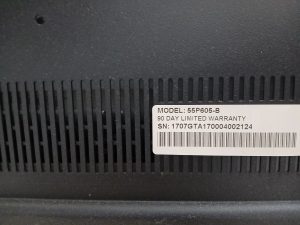 MODEL: 55P605-B
90 DAY LIMITED WARRANTY
SN: 1707GTA170004002124